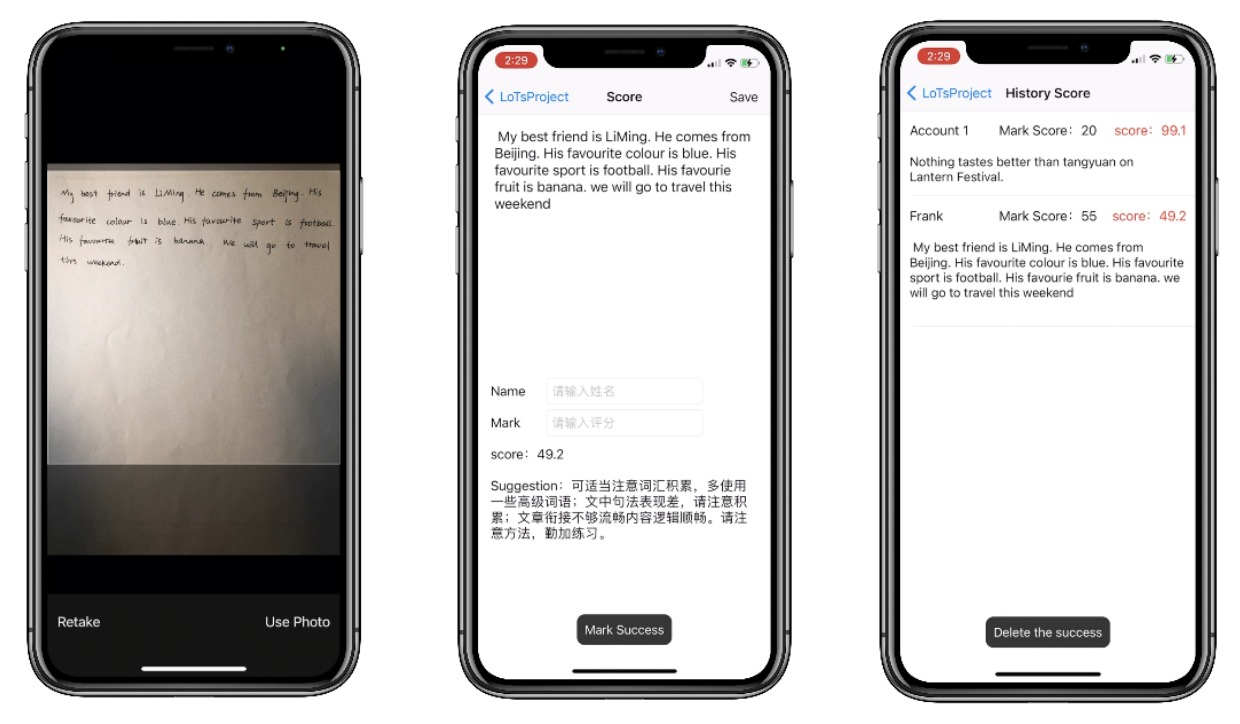 My best friend is LiMing. He comes from Beijing. His
favourite colour is blue. His favourite sport is football.
His favourite fruit is banana. We will go to travel
this weekend.
Retake
Use Photo
2:29
LoTsProject
Score
Save
My best friend is LiMing. He comes from
Beijing. His favourite colour is blue. His
favourite sport is football. His favourie
fruit is banana. we will go to travel this
weekend
Name 请输入姓名
Mark 请输入评分
score: 49.2
Suggestion：可适当注意词汇积累，多使用
一些高级词语；文中句法表现差，请注意积
累；文章衔接不够流畅内容逻辑顺畅。请注
意方法，勤加练习。
Mark Success
2:29
LoTsProject
History Score
Account 1 Mark Score: 20 score: 99.1
Nothing tastes better than tangyuan on
Lantern Festival.
Frank Mark Score: 55 score: 49.2
My best friend is LiMing. He comes from
Beijing. His favourite colour is blue. His favourite
sport is football. His favourie fruit is banana. we
will go to travel this weekend
Delete the success